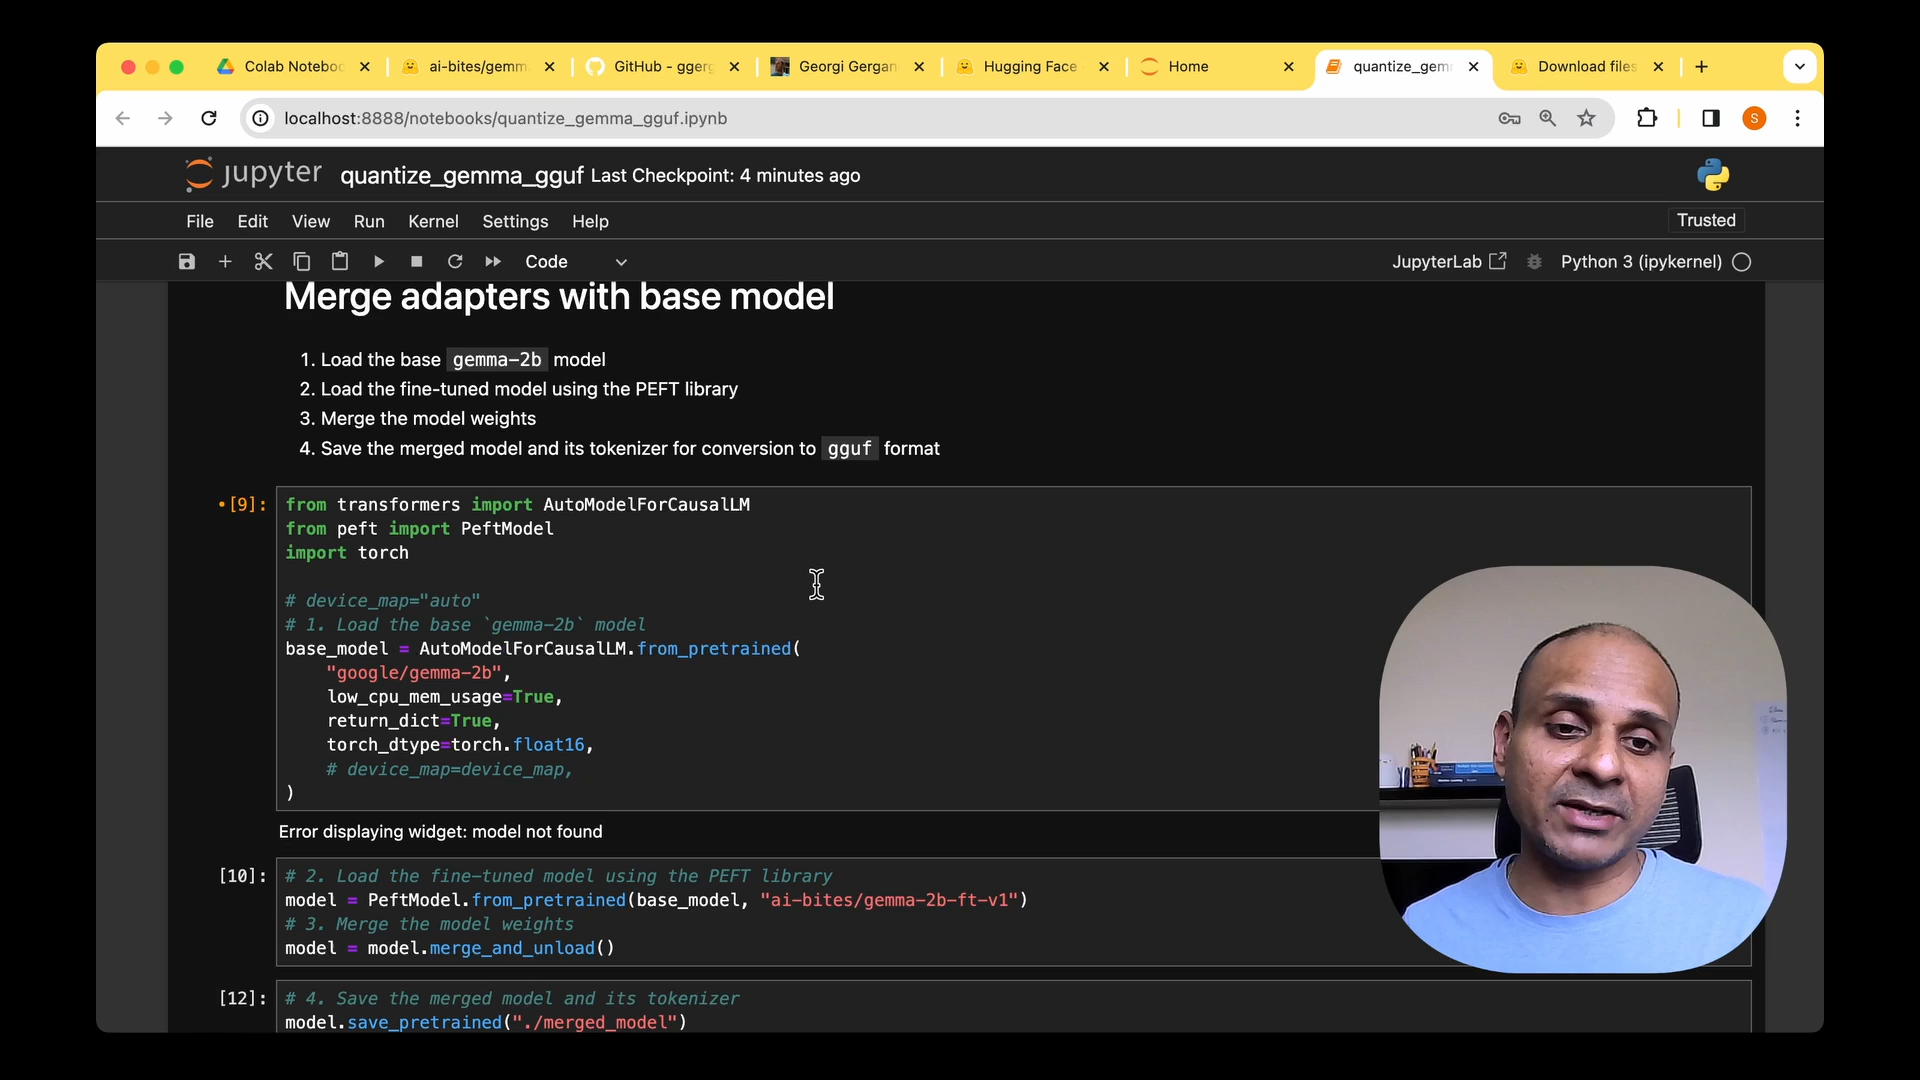 Colab Notebo
ai-bites/gemm
GitHub - ggerg
Georgi Gergan
Hugging Face
Home
quantize_gem
Download files
localhost:8888/notebooks/quantize_gemma_gguf.ipynb
S
jupyter quantize_gemma_gguf Last Checkpoint: 4 minutes ago
File Edit View Run Kernel Settings Help Trusted
Code JupyterLab Python 3 (ipykernel)
Merge adapters with base model
1. Load the base gemma-2b model
2. Load the fine-tuned model using the PEFT library
3. Merge the model weights
4. Save the merged model and its tokenizer for conversion to gguf format
•[9]: from transformers import AutoModelForCausalLM
from peft import PeftModel
import torch
# device_map="auto"
# 1. Load the base `gemma-2b` model
base_model = AutoModelForCausalLM.from_pretrained(
"google/gemma-2b",
low_cpu_mem_usage=True,
return_dict=True,
torch_dtype=torch.float16,
# device_map=device_map,
)
Error displaying widget: model not found
[10]: # 2. Load the fine-tuned model using the PEFT library
model = PeftModel.from_pretrained(base_model, "ai-bites/gemma-2b-ft-v1")
# 3. Merge the model weights
model = model.merge_and_unload()
[12]: # 4. Save the merged model and its tokenizer
model.save_pretrained("./merged_model")